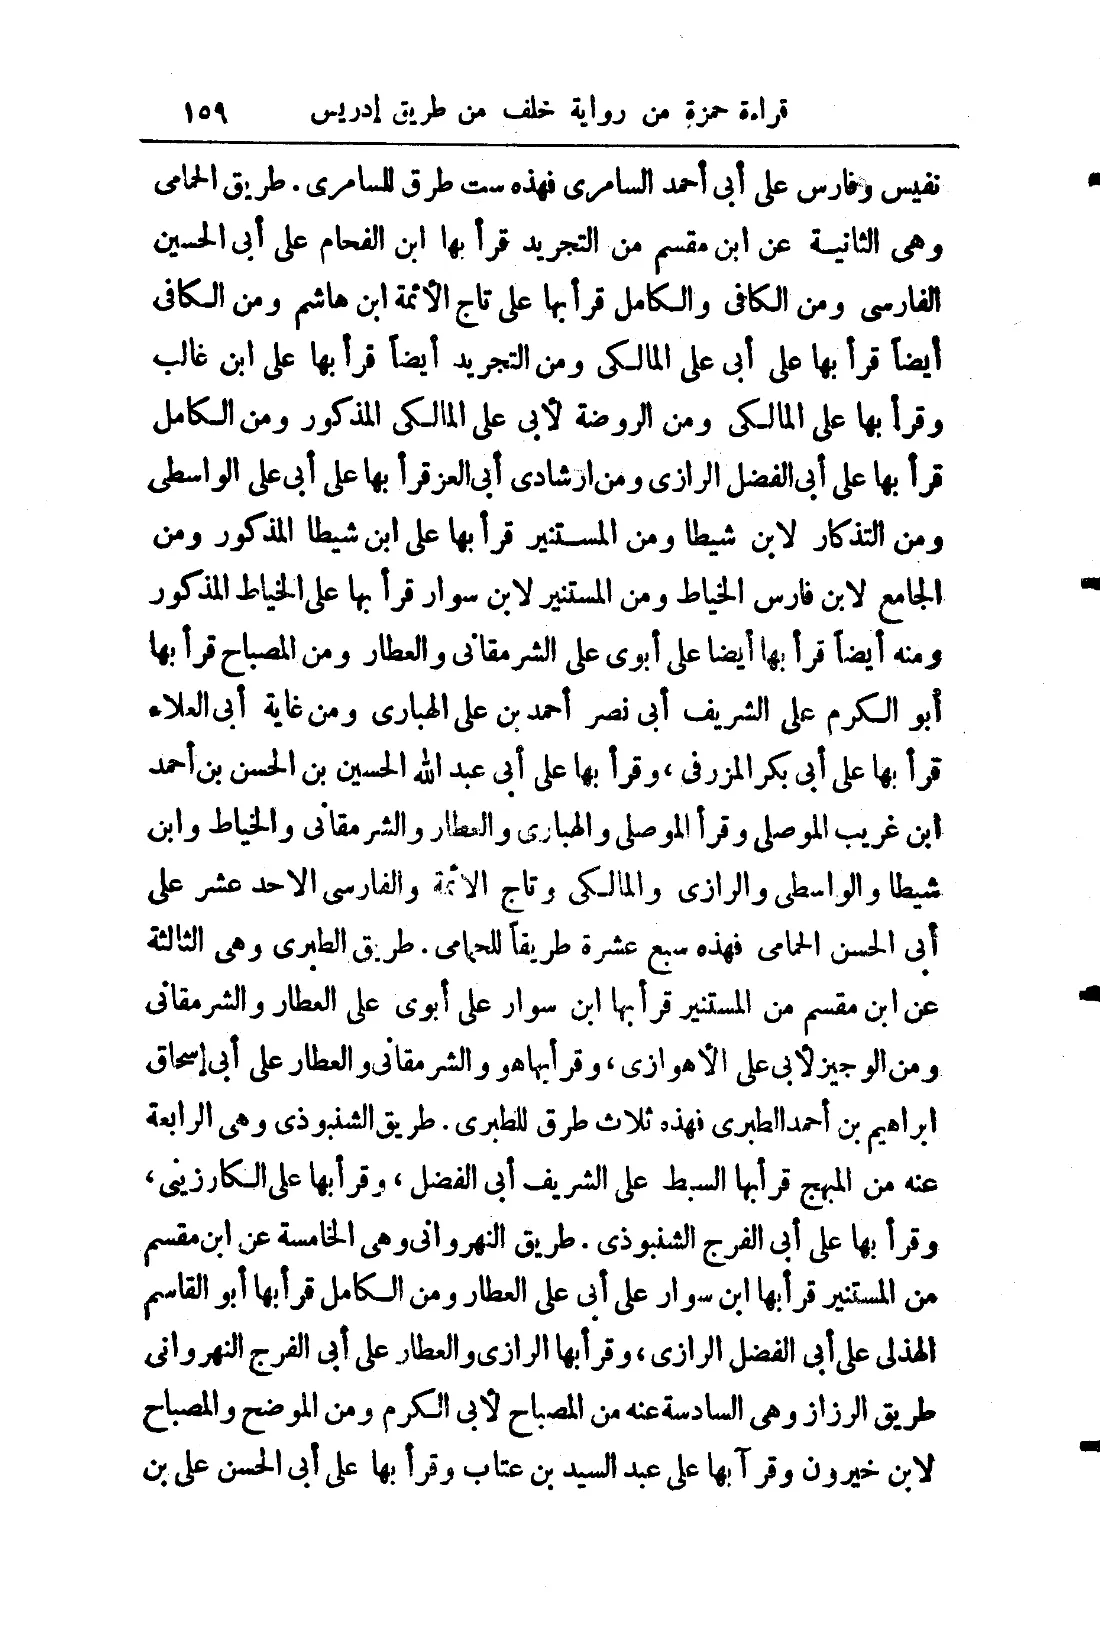 قراءة حمزة من رواية خلف من طريق إدريس ١٥٩
نفيس وفارس على أبى أحمد السامرى فهذه ست طرق للسامرى. طريق الحمامى
وهى الثانية عن ابن مقسم من التجريد قرأ بها ابن الفحام على أبى الحسين
الفارسى ومن الكافى والكامل قرأ بها على تاج الأئمة ابن هاشم ومن الكافى
أيضاً قرأ بها على أبى على المالكى ومن التجريد أيضاً قرأ بها على ابن غالب
وقرأ بها على المالكى ومن الروضة لأبى على المالكى المذكور ومن الكامل
قرأ بها على أبى الفضل الرازى ومن ارشادى أبى العز قرأ بها على أبى على الواسطى
ومن التذكار لابن شيطا ومن المستنير قرأ بها على ابن شيطا المذكور ومن
الجامع لابن فارس الخياط ومن المستنير لابن سوار قرأ بها على الخياط المذكور
ومنه أيضاً قرأ بها أيضا على أبوى على الشرمقانى والعطار ومن المصباح قرأ بها
أبو الكرم على الشريف أبى نصر أحمد بن على الهبارى ومن غاية أبى العلاء
قرأ بها على أبى بكر المزرفى، وقرأ بها على أبى عبد الله الحسين بن الحسن بن أحمد
ابن غريب الموصلى وقرأ الموصلى والهبارى والعطار والشرمقانى والخياط وابن
شيطا والواسطى والرازى والمالكى وتاج الأئمة والفارسى الاحد عشر على
أبى الحسن الحمامى فهذه سبع عشرة طريقاً للحمامى. طريق الطبرى وهى الثالثة
عن ابن مقسم من المستنير قرأ بها ابن سوار على أبوى على العطار والشرمقانى
ومن الوجيز لأبى على الأهوازى، وقرأ بها هو والشرمقانى والعطار على أبى إسحاق
ابراهيم بن أحمد الطبرى فهذه ثلاث طرق للطبرى. طريق الشنبوذى وهى الرابعة
عنه من المبهج قرأ بها السبط على الشريف أبى الفضل، وقرأ بها على الكارزينى،
وقرأ بها على أبى الفرج الشنبوذى. طريق النهروانى وهى الخامسة عن ابن مقسم
من المستنير قرأ بها ابن سوار على أبى على العطار ومن الكامل قرأ بها أبو القاسم
الهذلى على أبى الفضل الرازى، وقرأ بها الرازى والعطار على أبى الفرج النهروانى
طريق الرزاز وهى السادسة عنه من المصباح لأبى الكرم ومن الموضح والمصباح
لابن خيرون وقرآ بها على عبد السيد بن عتاب وقرأ بها على أبى الحسن على بن